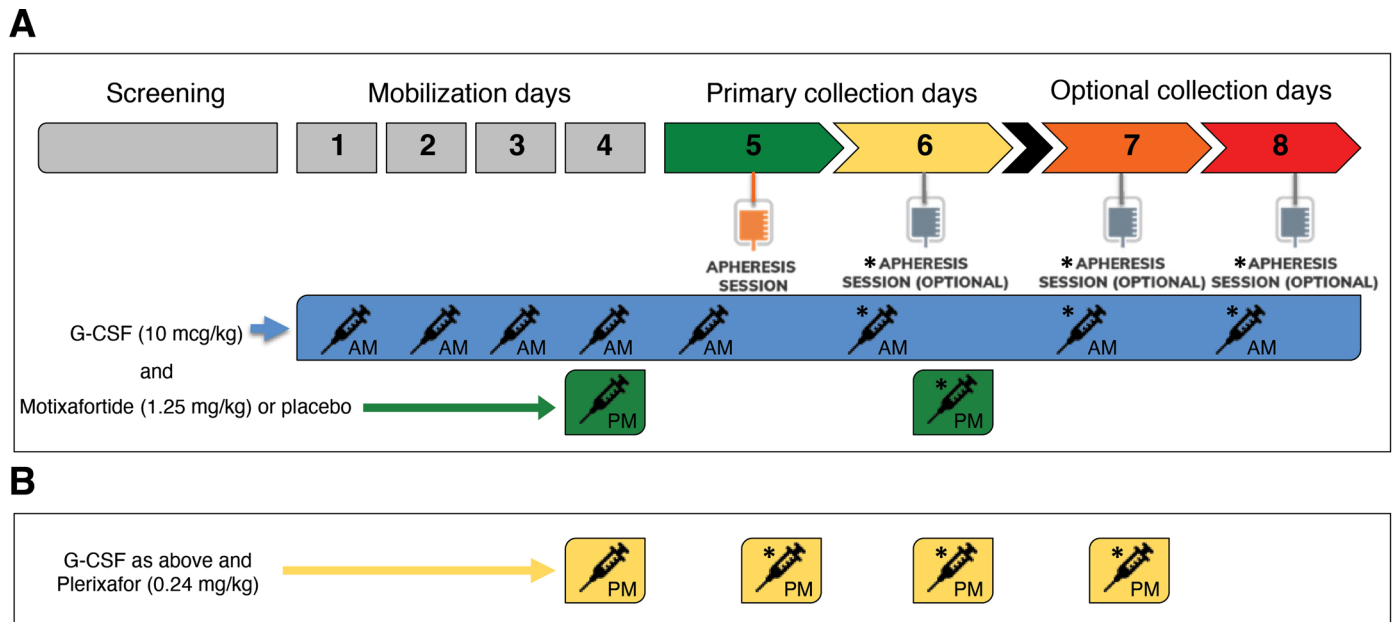 A
Screening
Mobilization days
Primary collection days
Optional collection days
1
2
3
4
5
6
7
8
APHERESIS
SESSION
*APHERESIS
SESSION (OPTIONAL)
*APHERESIS
SESSION (OPTIONAL)
*APHERESIS
SESSION (OPTIONAL)
G-CSF (10 mcg/kg)
AM
AM
AM
AM
AM
* AM
* AM
* AM
and
Motixafortide (1.25 mg/kg) or placebo
PM
* PM
B
G-CSF as above and
Plerixafor (0.24 mg/kg)
PM
* PM
* PM
* PM